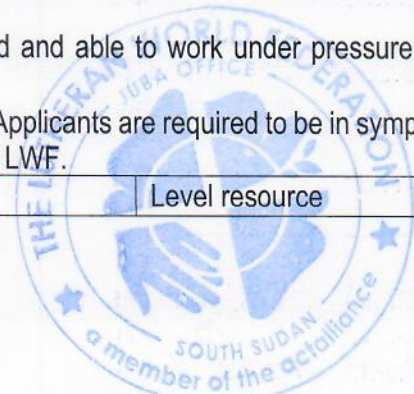 d and able to work under pressure
Applicants are required to be in symp
LWF.
Level resource
THE LUTHERAN WORLD FEDERATION
JUBA OFFICE
SOUTH SUDAN
a member of the actalliance